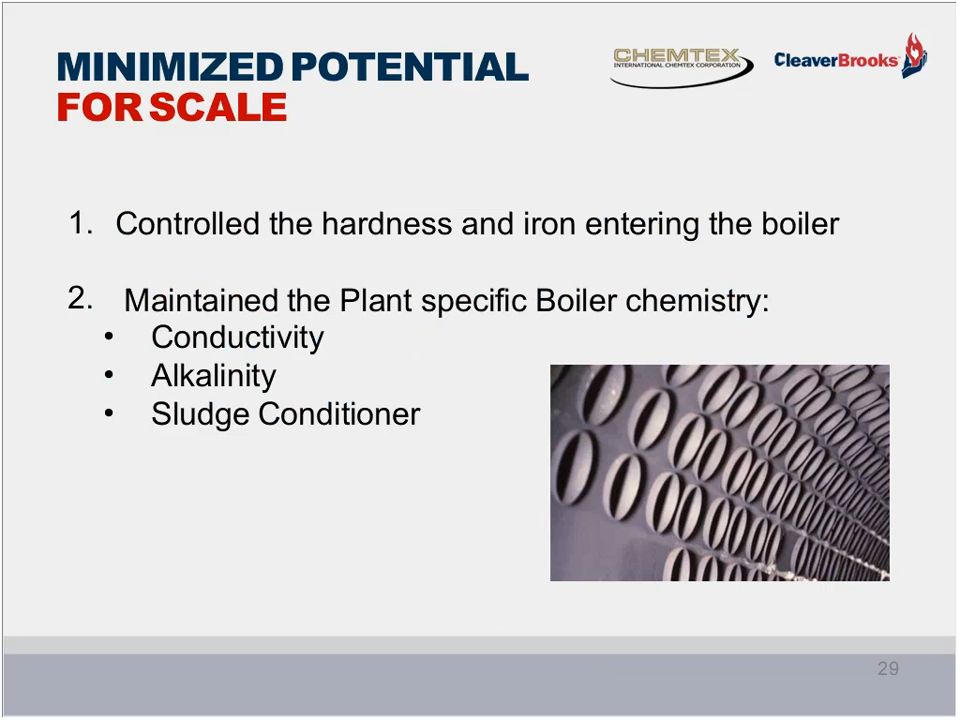 MINIMIZED POTENTIAL
FOR SCALE
CHEMTEX
INTERNATIONAL CHEMTEX CORPORATION
CleaverBrooks
1. Controlled the hardness and iron entering the boiler
2. Maintained the Plant specific Boiler chemistry:
• Conductivity
• Alkalinity
• Sludge Conditioner
29